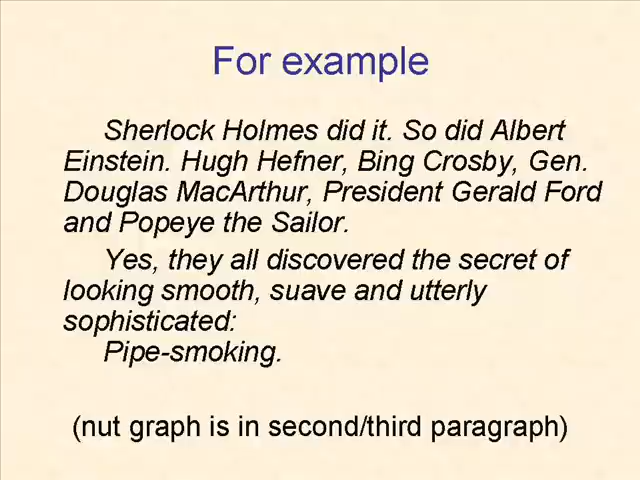 For example
Sherlock Holmes did it. So did Albert
Einstein. Hugh Hefner, Bing Crosby, Gen.
Douglas MacArthur, President Gerald Ford
and Popeye the Sailor.
Yes, they all discovered the secret of
looking smooth, suave and utterly
sophisticated:
Pipe-smoking.
(nut graph is in second/third paragraph)